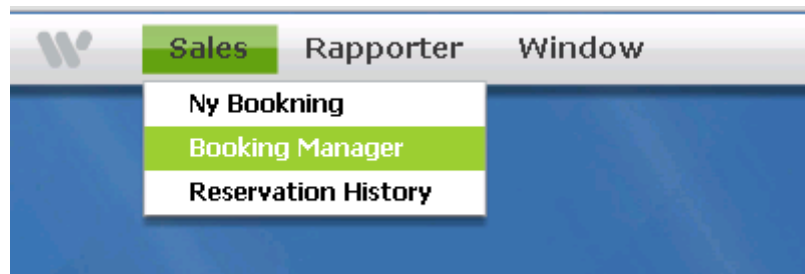 Sales Rapporter Window
Ny Bookning
Booking Manager
Reservation History